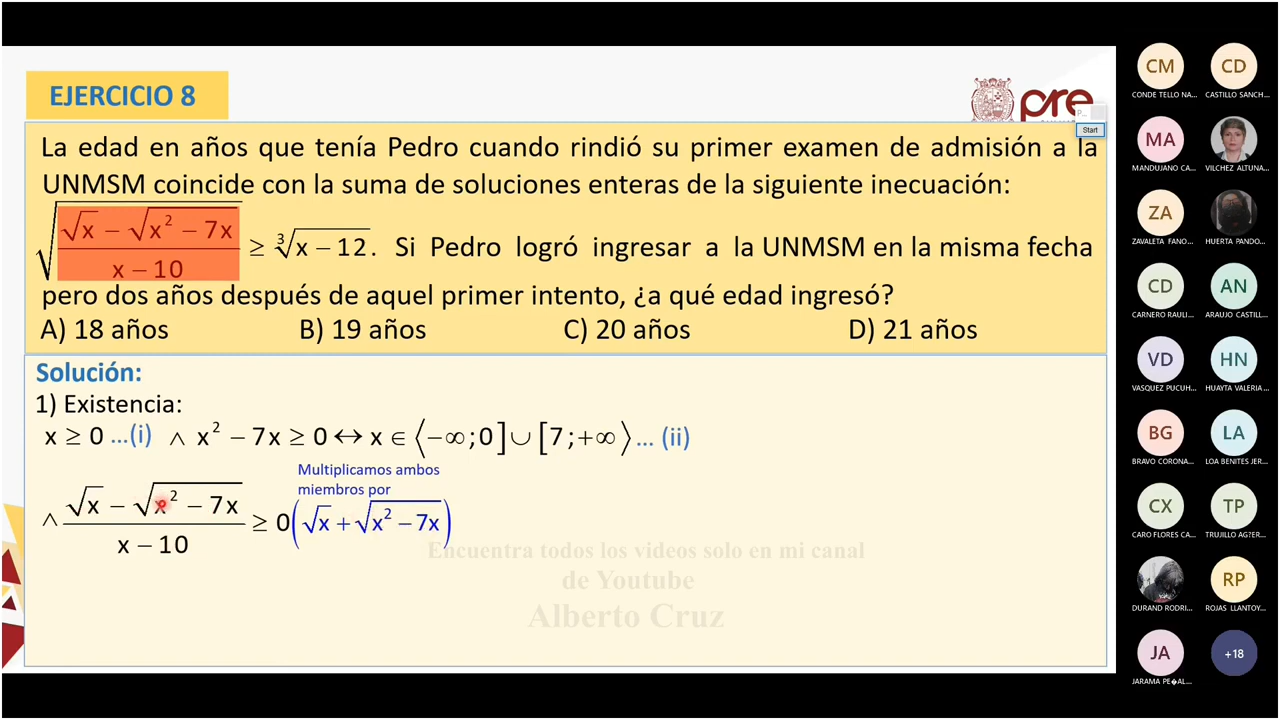 EJERCICIO 8
pre
P...
Start
La edad en años que tenía Pedro cuando rindió su primer examen de admisión a la
UNMSM coincide con la suma de soluciones enteras de la siguiente inecuación:
√((√x − √(x² − 7x))/(x − 10)) ≥ ∛(x − 12). Si Pedro logró ingresar a la UNMSM en la misma fecha
pero dos años después de aquel primer intento, ¿a qué edad ingresó?
A) 18 años B) 19 años C) 20 años D) 21 años
Solución:
1) Existencia:
x ≥ 0 ...(i) ∧ x² − 7x ≥ 0 ↔ x ∈ ⟨−∞;0] ∪ [7;+∞⟩ ... (ii)
Multiplicamos ambos
miembros por
∧ (√x − √(x² − 7x))/(x − 10) ≥ 0 (√x + √(x² − 7x))
Encuentra todos los videos solo en mi canal
de Youtube
Alberto Cruz
CM CD
CONDE TELLO NA... CASTILLO SANCH...
MA
MANDUJANO CA... VILCHEZ ALTUNA...
ZA
ZAVALETA FANO... HUERTA PANDO...
CD AN
CARNERO RAULI... ARAUJO CASTILL...
VD HN
VASQUEZ PUCUH... HUAYTA VALERIA...
BG LA
BRAVO CORONA... LOA BENITES JER...
CX TP
CARO FLORES CA... TRUJILLO AG?ER...
RP
DURAND RODRI... ROJAS LLANTOY...
JA +18
JARAMA PE�AL...